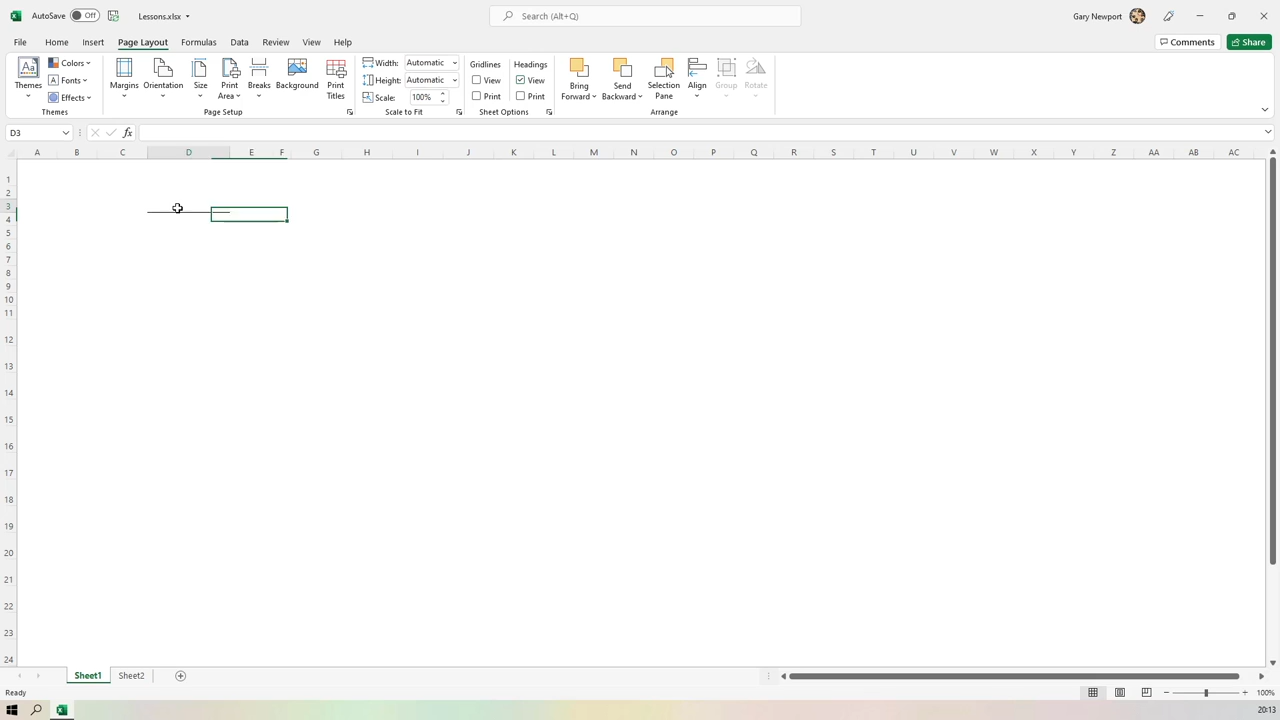 AutoSave Off Lessons.xlsx Search (Alt+Q) Gary Newport
File Home Insert Page Layout Formulas Data Review View Help Comments Share
Themes Colors Fonts Effects Themes
Margins Orientation Size Print Area Breaks Background Print Titles Page Setup
Width: Automatic
Height: Automatic
Scale: 100%
Scale to Fit
Gridlines Headings
View View
Print Print
Sheet Options
Bring Forward Send Backward Selection Pane Align Group Rotate
Arrange
D3 fx
A B C D E F G H I J K L M N O P Q R S T U V W X Y Z AA AB AC
1
2
3
4
5
6
7
8
9
10
11
12
13
14
15
16
17
18
19
20
21
22
23
24
Sheet1 Sheet2
Ready 100%
20:13